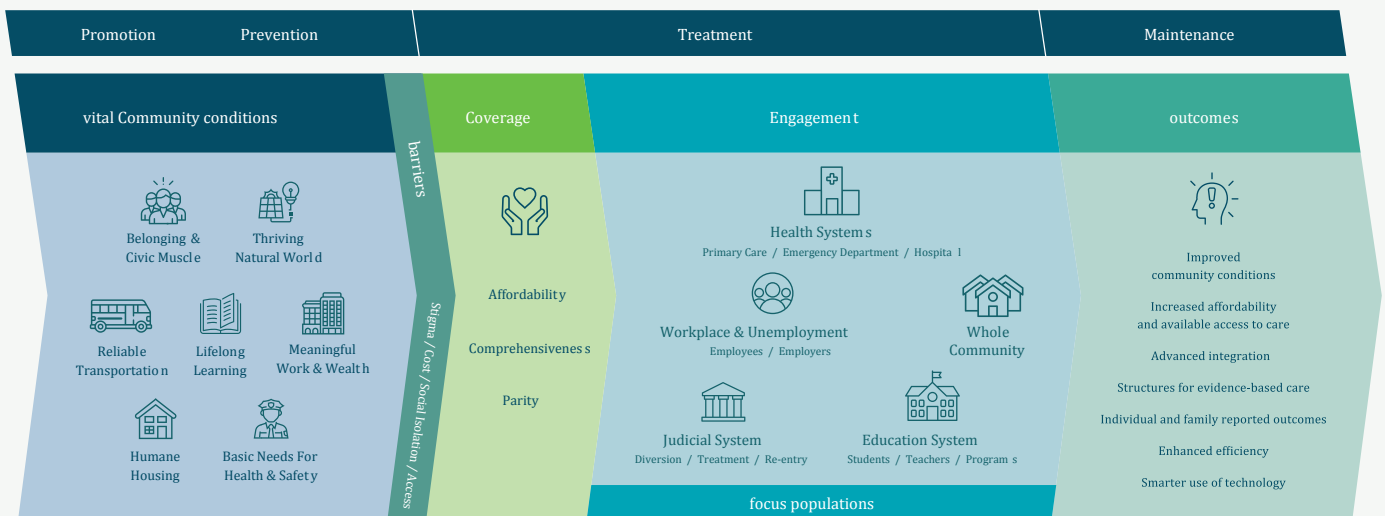 Promotion
Prevention
Treatment
Maintenance
vital Community conditions
barriers
Coverage
Engagement
outcomes
Belonging &
Civic Muscle
Thriving
Natural World
Reliable
Transportation
Lifelong
Learning
Meaningful
Work & Wealth
Humane
Housing
Basic Needs For
Health & Safety
Stigma / Cost / Social Isolation / Access
Affordability
Comprehensiveness
Parity
Health Systems
Primary Care / Emergency Department / Hospital
Workplace & Unemployment
Employees / Employers
Whole
Community
Judicial System
Diversion / Treatment / Re-entry
Education System
Students / Teachers / Programs
focus populations
Improved
community conditions
Increased affordability
and available access to care
Advanced integration
Structures for evidence-based care
Individual and family reported outcomes
Enhanced efficiency
Smarter use of technology